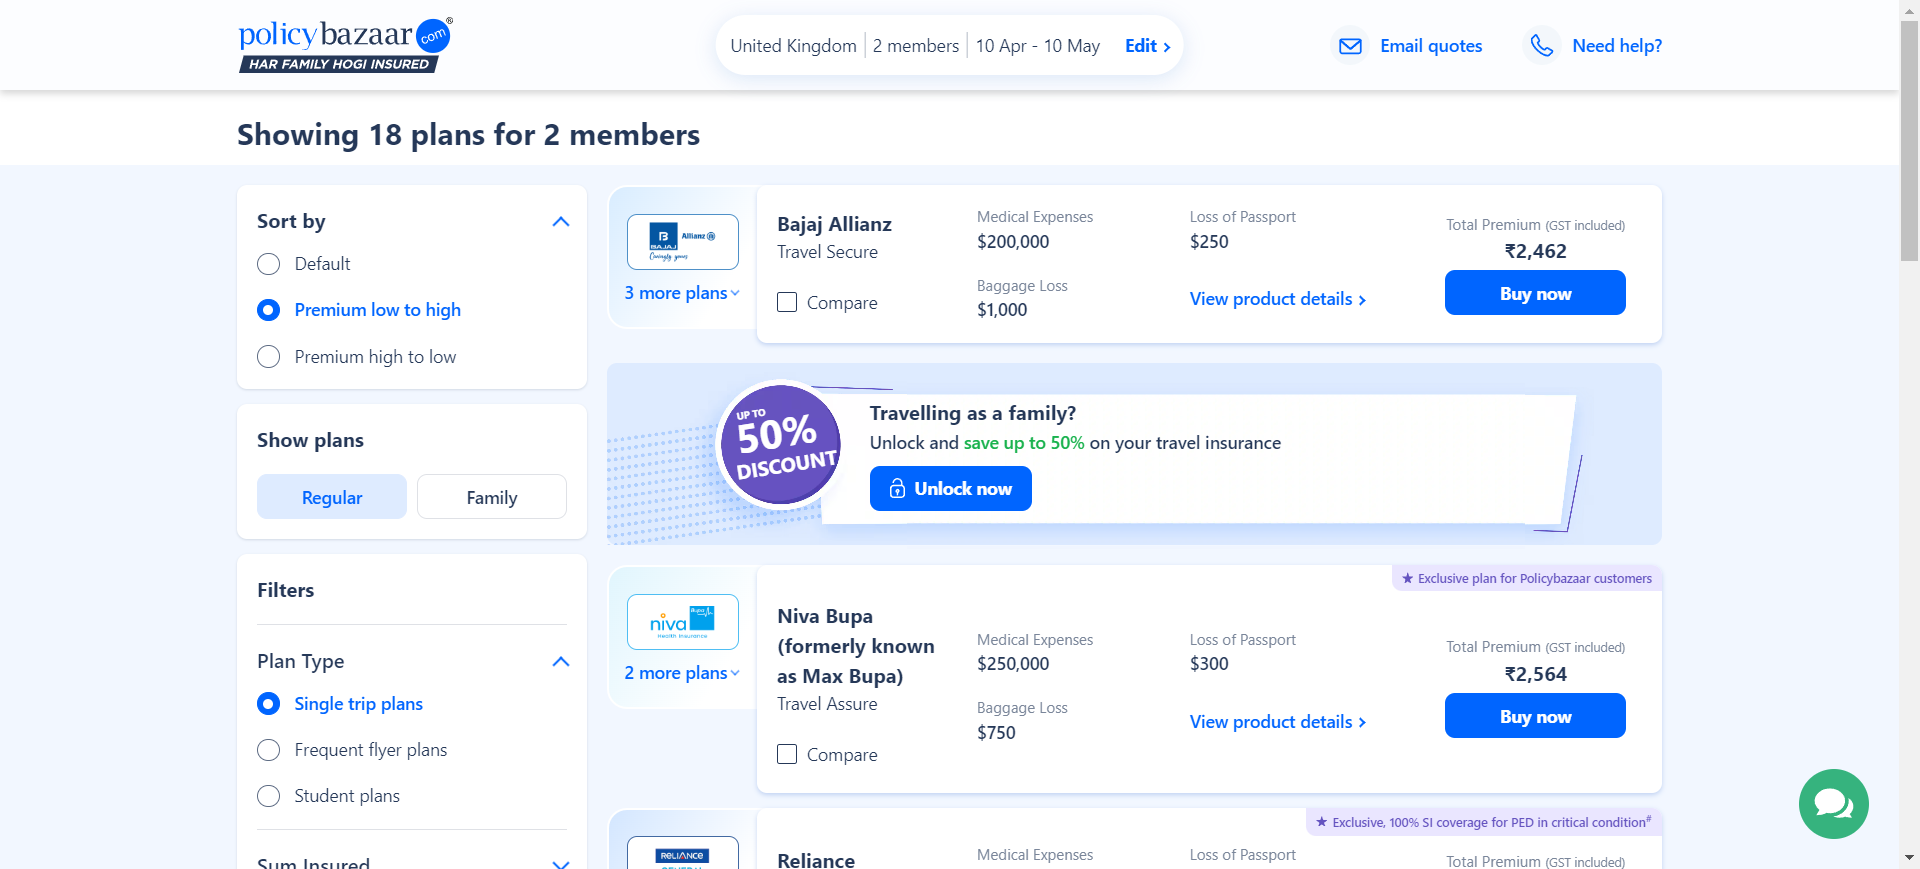 policybazaar.com®
HAR FAMILY HOGI INSURED
United Kingdom | 2 members | 10 Apr - 10 May Edit
Email quotes
Need help?
Showing 18 plans for 2 members
Sort by
Default
Premium low to high
Premium high to low
Show plans
Regular
Family
Filters
Plan Type
Single trip plans
Frequent flyer plans
Student plans
Sum Insured
B
BAJAJ
Allianz
Caringly yours
3 more plans
Bajaj Allianz
Travel Secure
Compare
Medical Expenses
$200,000
Baggage Loss
$1,000
Loss of Passport
$250
View product details
Total Premium (GST included)
₹2,462
Buy now
UP TO
50%
DISCOUNT
Travelling as a family?
Unlock and save up to 50% on your travel insurance
Unlock now
Exclusive plan for Policybazaar customers
niva
Bupa
Health Insurance
2 more plans
Niva Bupa
(formerly known
as Max Bupa)
Travel Assure
Compare
Medical Expenses
$250,000
Baggage Loss
$750
Loss of Passport
$300
View product details
Total Premium (GST included)
₹2,564
Buy now
Exclusive, 100% SI coverage for PED in critical condition#
RELIANCE
Reliance
Medical Expenses
Loss of Passport
Total Premium (GST included)